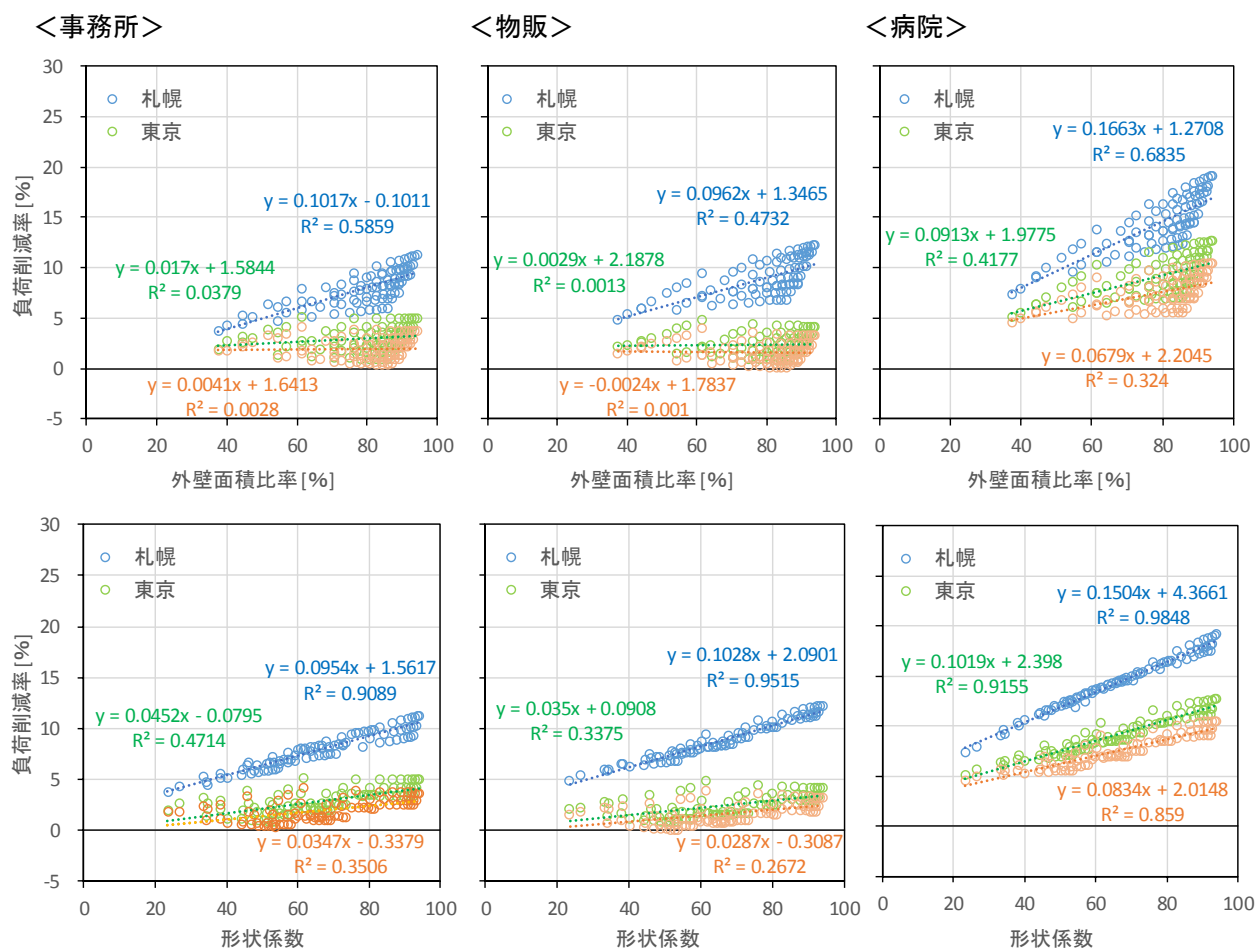 ＜事務所＞
＜物販＞
＜病院＞
負荷削減率[%]
30
25
20
15
10
5
0
-5
札幌
東京
y = 0.1017x - 0.1011
R² = 0.5859
y = 0.017x + 1.5844
R² = 0.0379
y = 0.0041x + 1.6413
R² = 0.0028
0 20 40 60 80 100
外壁面積比率[%]
札幌
東京
y = 0.0962x + 1.3465
R² = 0.4732
y = 0.0029x + 2.1878
R² = 0.0013
y = -0.0024x + 1.7837
R² = 0.001
0 20 40 60 80 100
外壁面積比率[%]
札幌
東京
y = 0.1663x + 1.2708
R² = 0.6835
y = 0.0913x + 1.9775
R² = 0.4177
y = 0.0679x + 2.2045
R² = 0.324
0 20 40 60 80 100
外壁面積比率[%]
負荷削減率[%]
30
25
20
15
10
5
0
-5
札幌
東京
y = 0.0954x + 1.5617
R² = 0.9089
y = 0.0452x - 0.0795
R² = 0.4714
y = 0.0347x - 0.3379
R² = 0.3506
0 20 40 60 80 100
形状係数
札幌
東京
y = 0.1028x + 2.0901
R² = 0.9515
y = 0.035x + 0.0908
R² = 0.3375
y = 0.0287x - 0.3087
R² = 0.2672
0 20 40 60 80 100
形状係数
札幌
東京
y = 0.1504x + 4.3661
R² = 0.9848
y = 0.1019x + 2.398
R² = 0.9155
y = 0.0834x + 2.0148
R² = 0.859
0 20 40 60 80 100
形状係数